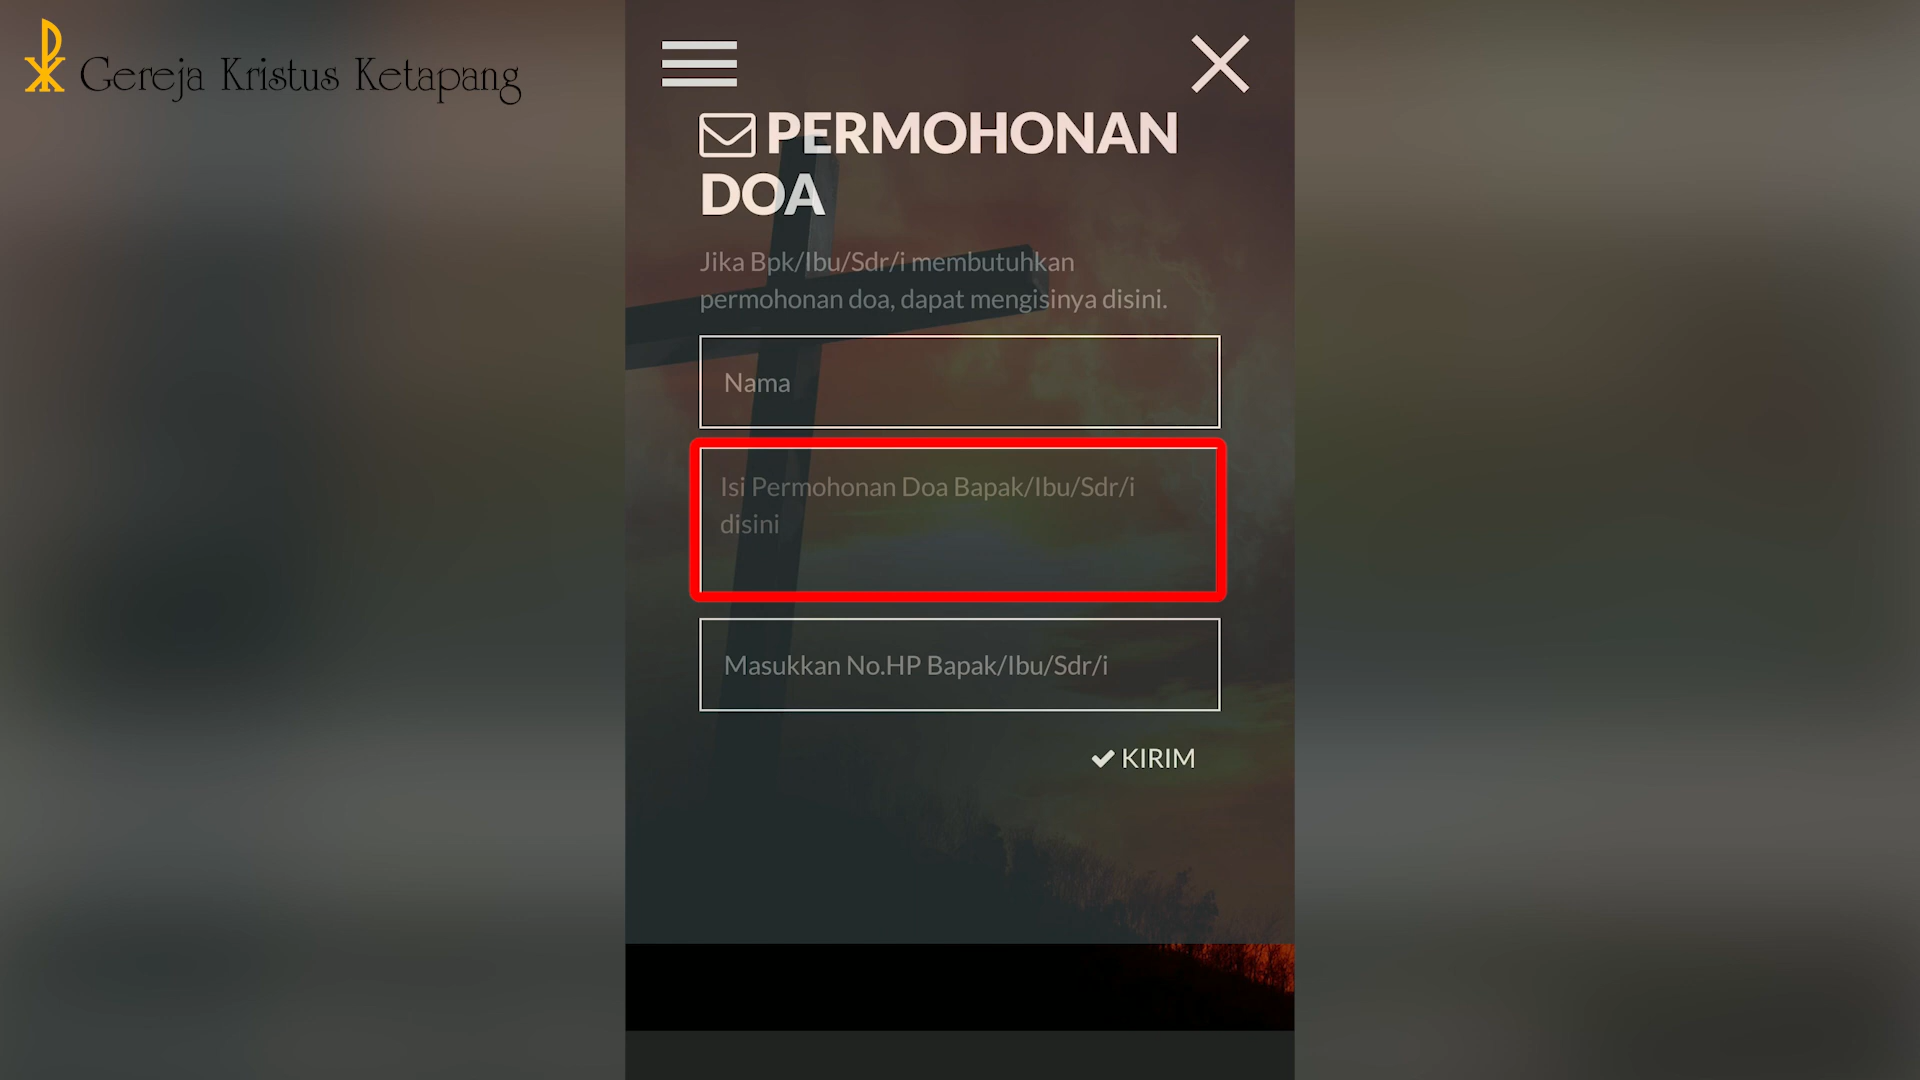 Gereja Kristus Ketapang
PERMOHONAN
DOA
Jika Bpk/Ibu/Sdr/i membutuhkan
permohonan doa, dapat mengisinya disini.
Nama
Isi Permohonan Doa Bapak/Ibu/Sdr/i
disini
Masukkan No.HP Bapak/Ibu/Sdr/i
KIRIM